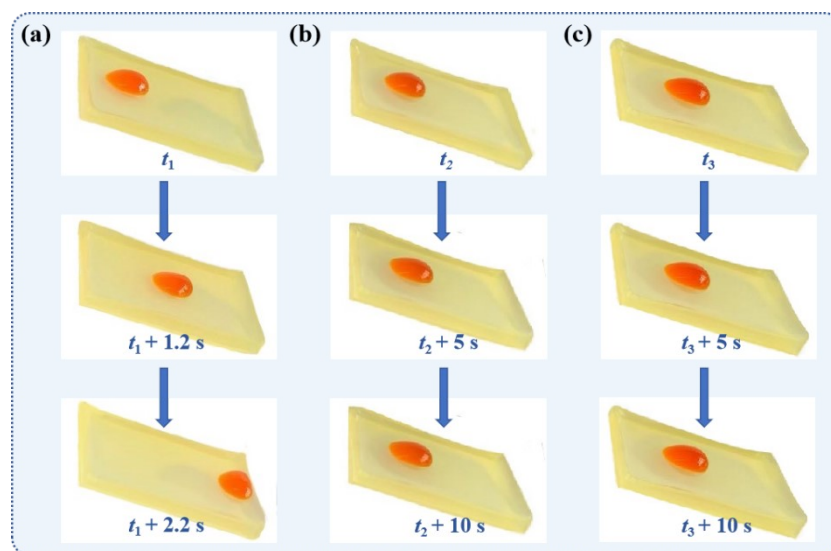 (a) (b) (c)
t₁ t₂ t₃
t₁ + 1.2 s t₂ + 5 s t₃ + 5 s
t₁ + 2.2 s t₂ + 10 s t₃ + 10 s